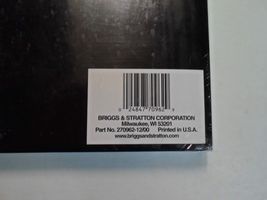 0 24847 70962 9
BRIGGS & STRATTON CORPORATION
Milwaukee, WI 53201
Part No. 270962-12/00 Printed in U.S.A.
www.briggsandstratton.com